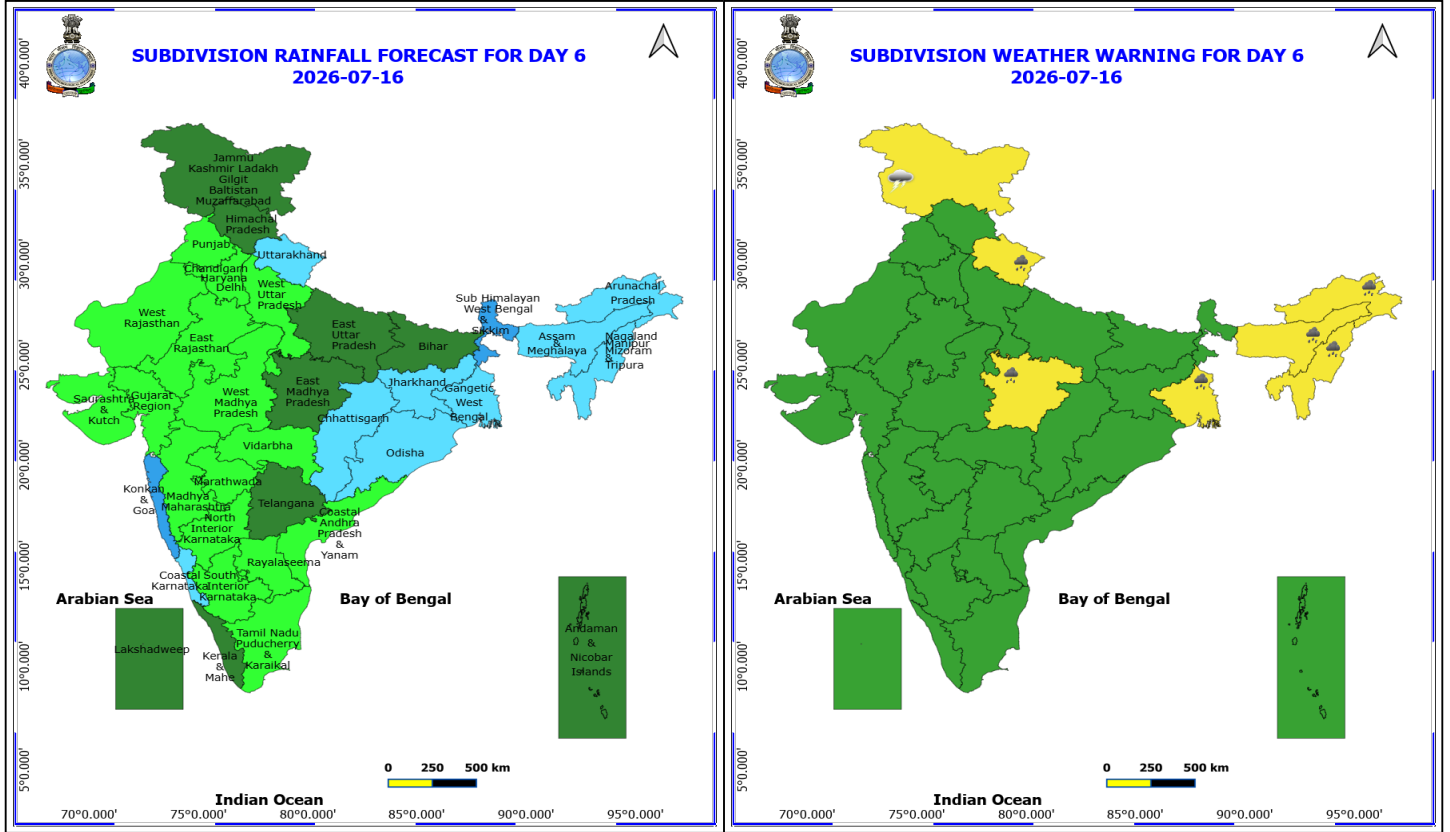 SUBDIVISION RAINFALL FORECAST FOR DAY 6
2026-07-16
40°0.000'
35°0.000'
30°0.000'
25°0.000'
20°0.000'
15°0.000'
10°0.000'
5°0.000'
Jammu
Kashmir Ladakh
Gilgit
Baltistan
Muzaffarabad
Himachal
Pradesh
Punjab
Uttarakhand
Chandigarh
Haryana
Delhi
West
Uttar
Pradesh
West
Rajasthan
East
Rajasthan
East
Uttar
Pradesh
Bihar
Sub Himalayan
West Bengal
&
Sikkim
Arunachal
Pradesh
Assam
&
Meghalaya
Nagaland
Manipur
Mizoram
&
Tripura
Saurashtra
&
Kutch
Gujarat
Region
West
Madhya
Pradesh
East
Madhya
Pradesh
Jharkhand
Gangetic
West
Bengal
Chhattisgarh
Odisha
Vidarbha
Konkan
&
Goa
Marathwada
Madhya
Maharashtra
Telangana
North
Interior
Karnataka
Coastal
Andhra
Pradesh
&
Yanam
Rayalaseema
Coastal
Karnataka
South
Interior
Karnataka
Tamil Nadu
Puducherry
&
Karaikal
Kerala
&
Mahe
Lakshadweep
Andaman
&
Nicobar
Islands
Arabian Sea
Bay of Bengal
Indian Ocean
0 250 500 km
70°0.000' 75°0.000' 80°0.000' 85°0.000' 90°0.000' 95°0.000'
SUBDIVISION WEATHER WARNING FOR DAY 6
2026-07-16
40°0.000'
35°0.000'
30°0.000'
25°0.000'
20°0.000'
15°0.000'
10°0.000'
5°0.000'
Arabian Sea
Bay of Bengal
Indian Ocean
0 250 500 km
70°0.000' 75°0.000' 80°0.000' 85°0.000' 90°0.000' 95°0.000'